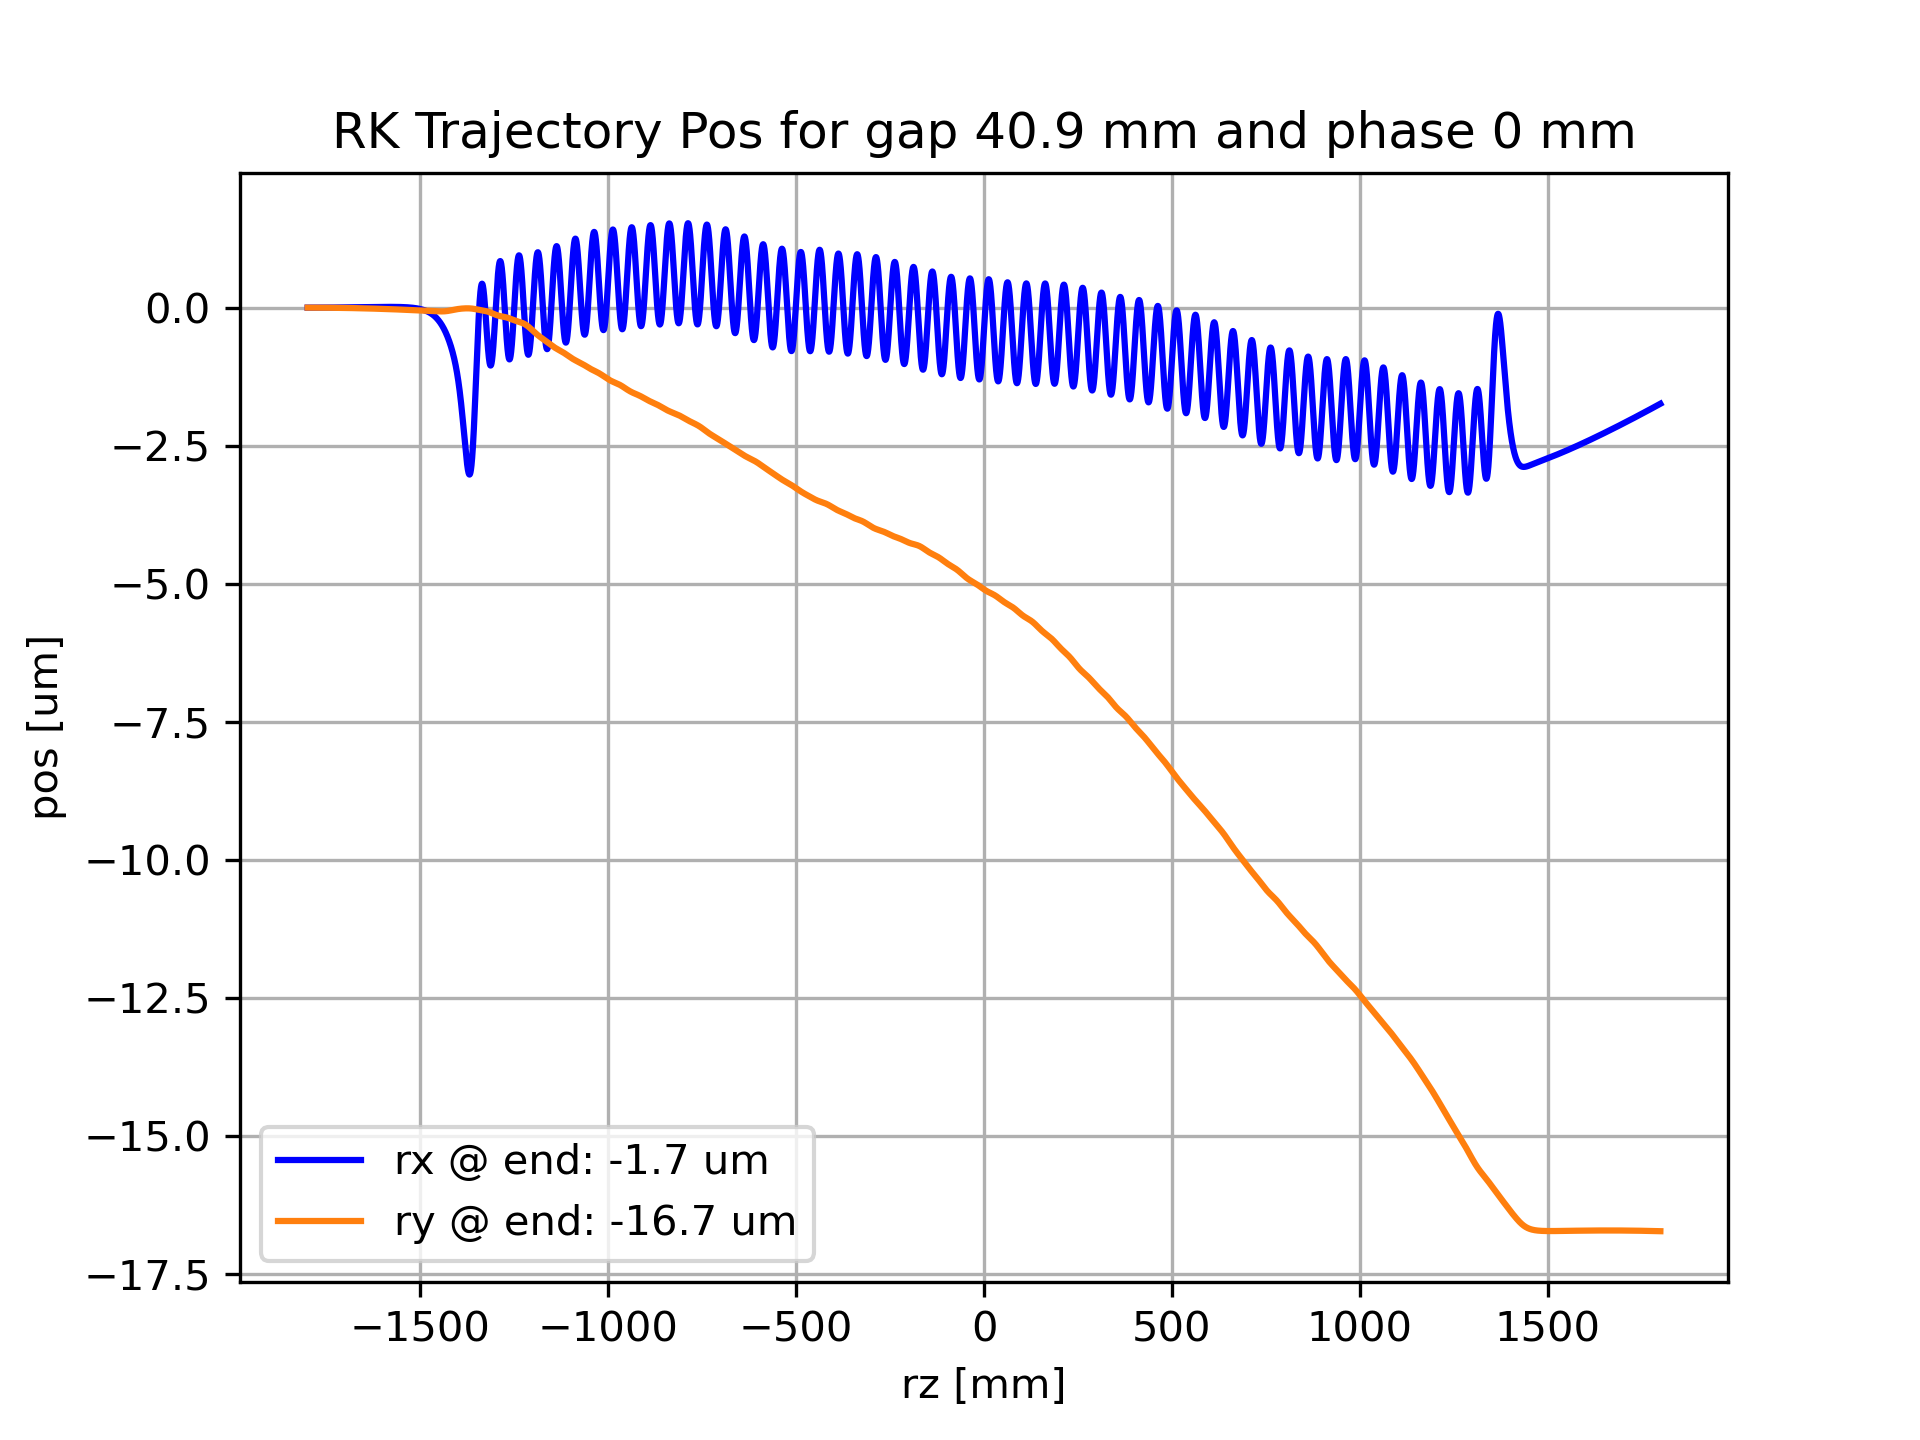 RK Trajectory Pos for gap 40.9 mm and phase 0 mm
pos [um]
0.0
−2.5
−5.0
−7.5
−10.0
−12.5
−15.0
−17.5
rx @ end: -1.7 um
ry @ end: -16.7 um
−1500 −1000 −500 0 500 1000 1500
rz [mm]